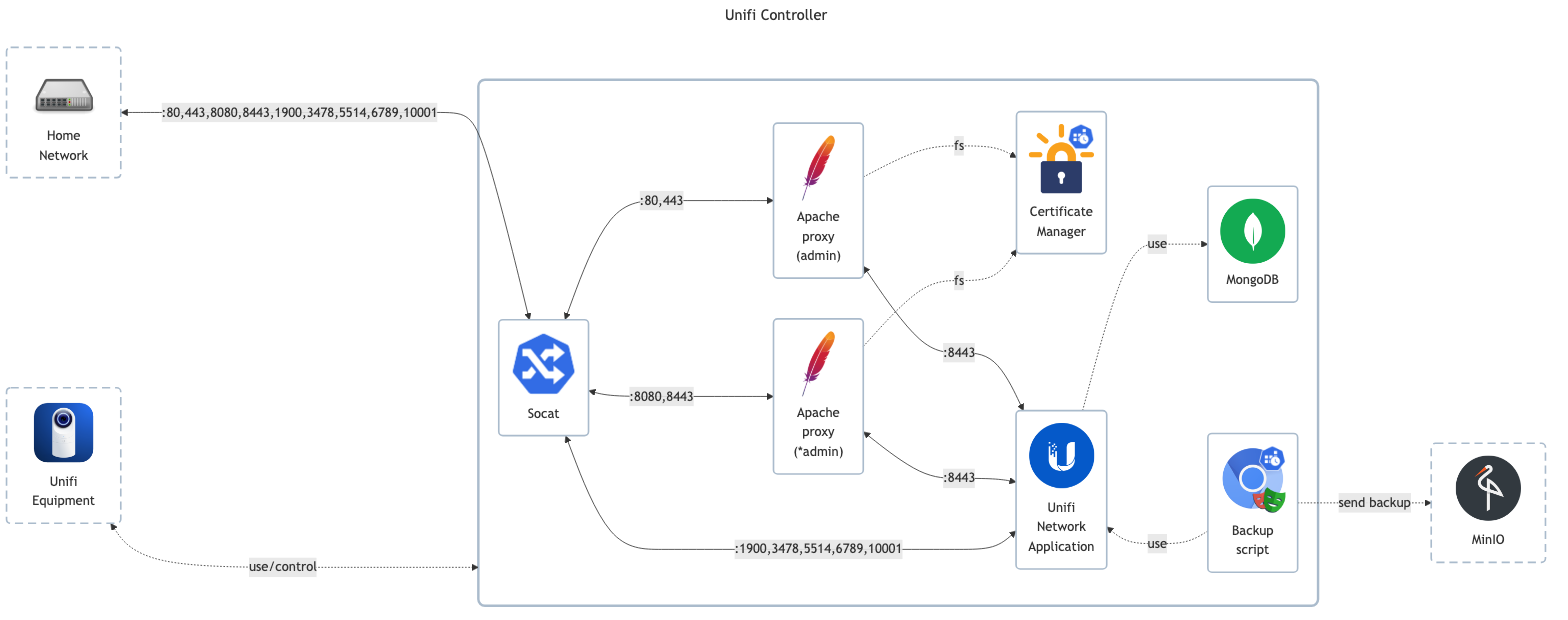 Unifi Controller
Home
Network
:80,443,8080,8443,1900,3478,5514,6789,10001
:80,443
Apache
proxy
(admin)
fs
Certificate
Manager
use
MongoDB
fs
:8443
Socat
:8080,8443
Apache
proxy
(*admin)
:8443
Unifi
Equipment
Unifi
Network
Application
Backup
script
send backup
MinIO
use
:1900,3478,5514,6789,10001
use/control